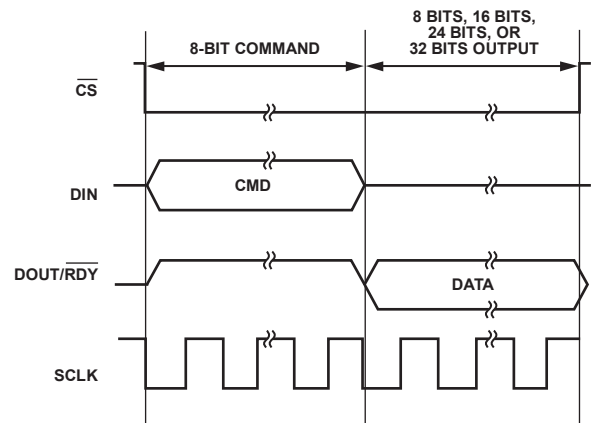 8 BITS, 16 BITS,
24 BITS, OR
32 BITS OUTPUT
8-BIT COMMAND
CS
DIN
CMD
DOUT/RDY
DATA
SCLK